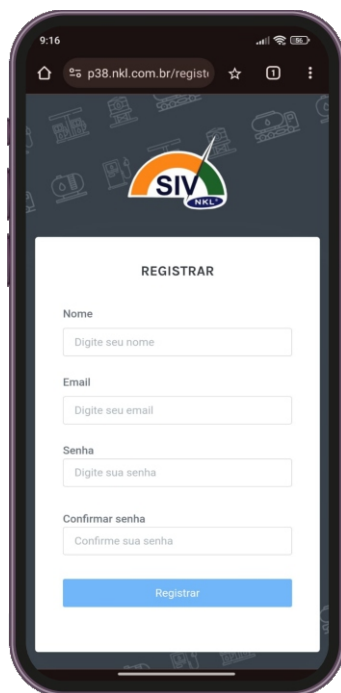 9:16
56
p38.nkl.com.br/regist
1
SIV
NKL
REGISTRAR
Nome
Digite seu nome
Email
Digite seu email
Senha
Digite sua senha
Confirmar senha
Confirme sua senha
Registrar